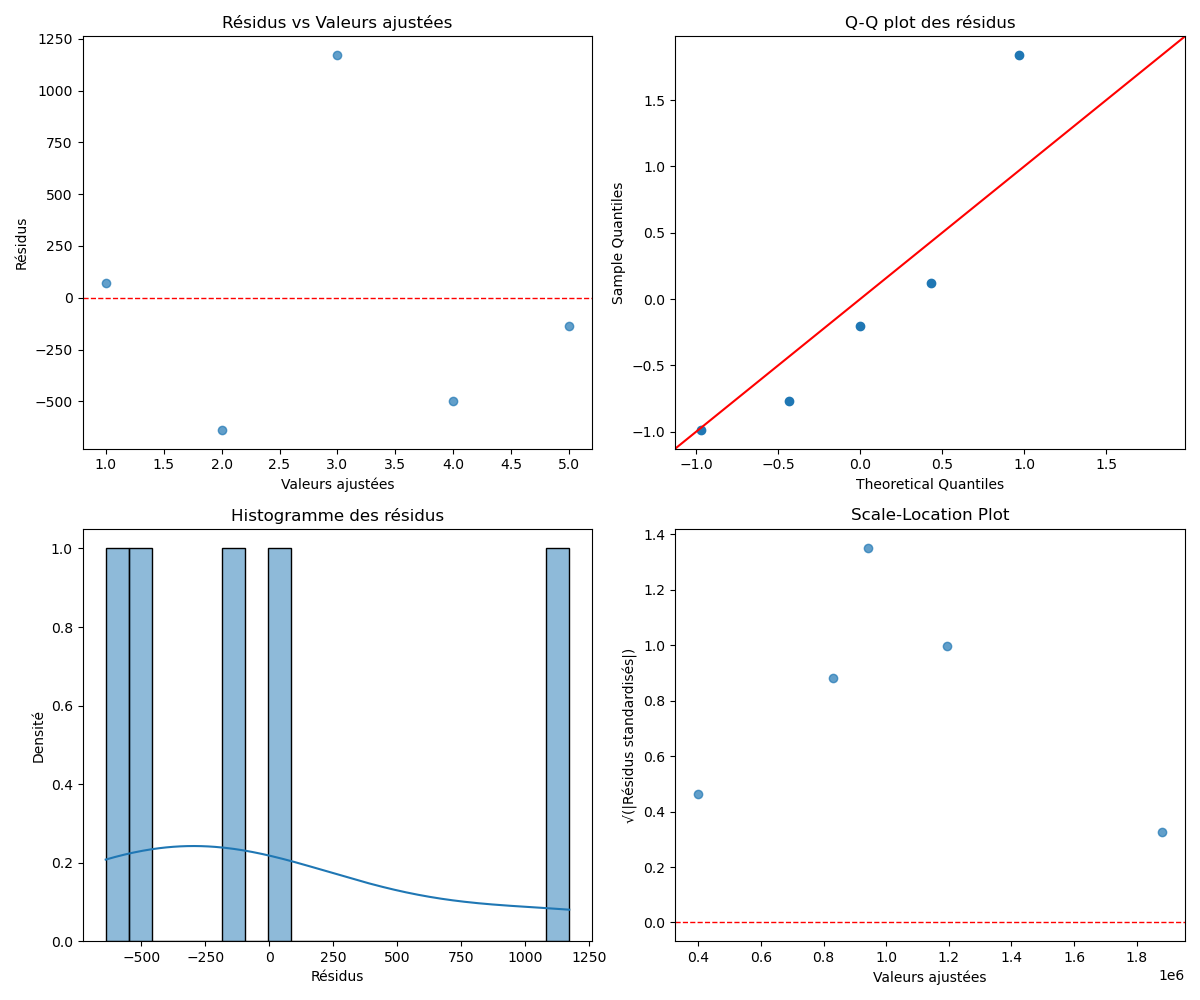 Résidus vs Valeurs ajustées
1250
1000
750
500
250
0
−250
−500
Résidus
1.0 1.5 2.0 2.5 3.0 3.5 4.0 4.5 5.0
Valeurs ajustées
Q-Q plot des résidus
1.5
1.0
0.5
0.0
−0.5
−1.0
Sample Quantiles
−1.0 −0.5 0.0 0.5 1.0 1.5
Theoretical Quantiles
Histogramme des résidus
1.0
0.8
0.6
0.4
0.2
0.0
Densité
−500 −250 0 250 500 750 1000 1250
Résidus
Scale-Location Plot
1.4
1.2
1.0
0.8
0.6
0.4
0.2
0.0
√(|Résidus standardisés|)
0.4 0.6 0.8 1.0 1.2 1.4 1.6 1.8
1e6
Valeurs ajustées